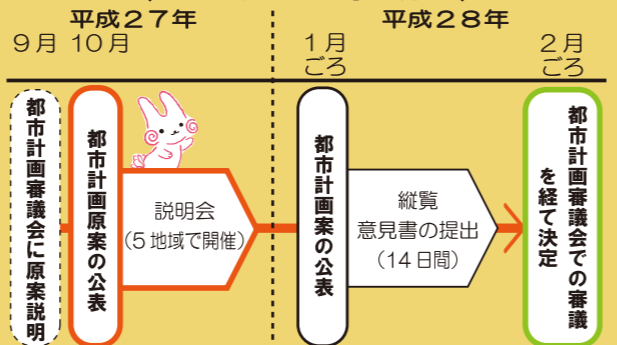 平成27年
平成28年
9月
10月
1月
ごろ
2月
ごろ
都市計画審議会に原案説明
都市計画原案の公表
説明会
(5地域で開催)
都市計画案の公表
縦覧
意見書の提出
(14日間)
都市計画審議会での審議
を経て決定